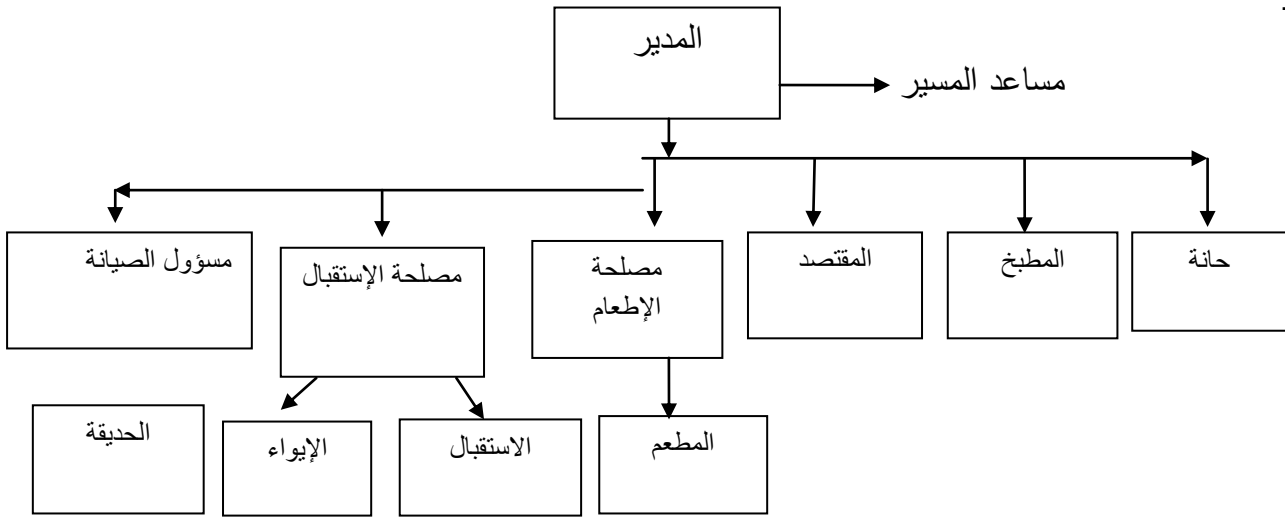 المدير
مساعد المسير
حانة
المطبخ
المقتصد
مصلحة
الإطعام
مصلحة الإستقبال
مسؤول الصيانة
المطعم
الاستقبال
الإيواء
الحديقة